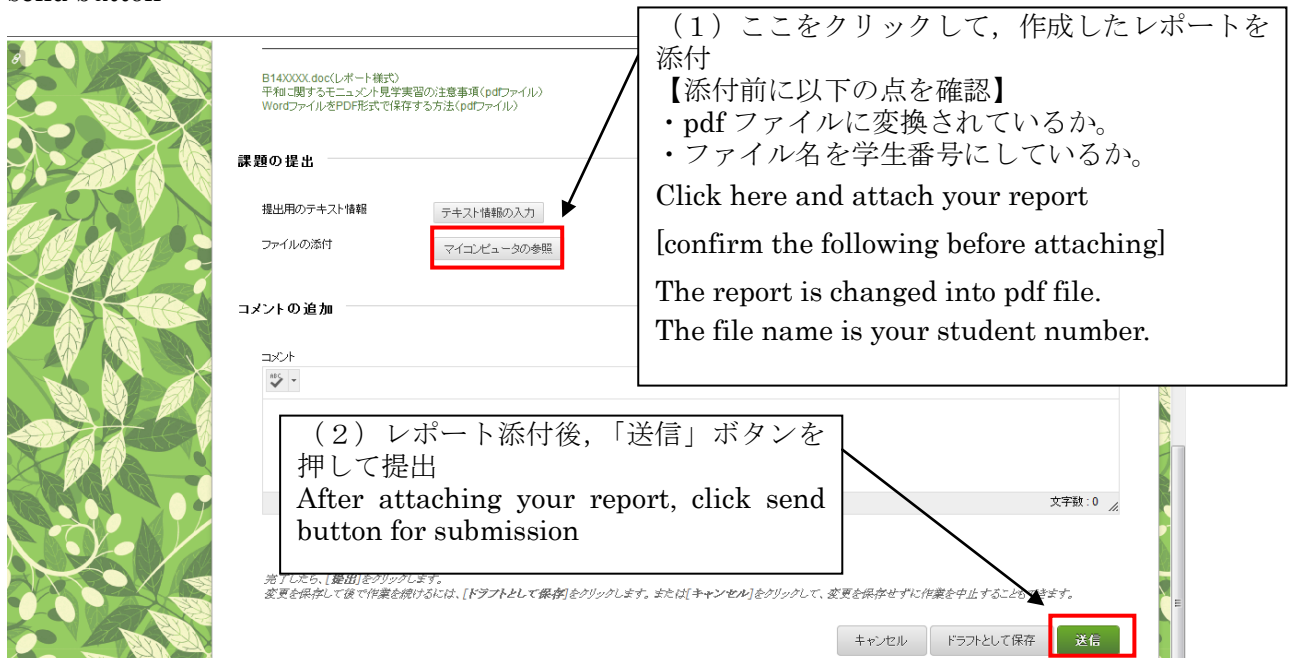 send button
B14XXXX.doc(レポート様式)
平和に関するモニュメント見学実習の注意事項(pdfファイル)
WordファイルをPDF形式で保存する方法(pdfファイル)
(1)ここをクリックして,作成したレポートを
添付
【添付前に以下の点を確認】
・pdf ファイルに変換されているか。
・ファイル名を学生番号にしているか。
Click here and attach your report
[confirm the following before attaching]
The report is changed into pdf file.
The file name is your student number.
課題の提出
提出用のテキスト情報 テキスト情報の入力
ファイルの添付 マイコンピュータの参照
コメントの追加
コメント
ABC
(2)レポート添付後,「送信」ボタンを
押して提出
After attaching your report, click send
button for submission
文字数 : 0
完了したら、[提出]をクリックします。
変更を保存して後で作業を続けるには、[ドラフトとして保存]をクリックします。または[キャンセル]をクリックして、変更を保存せずに作業を中止することもできます。
キャンセル ドラフトとして保存 送信